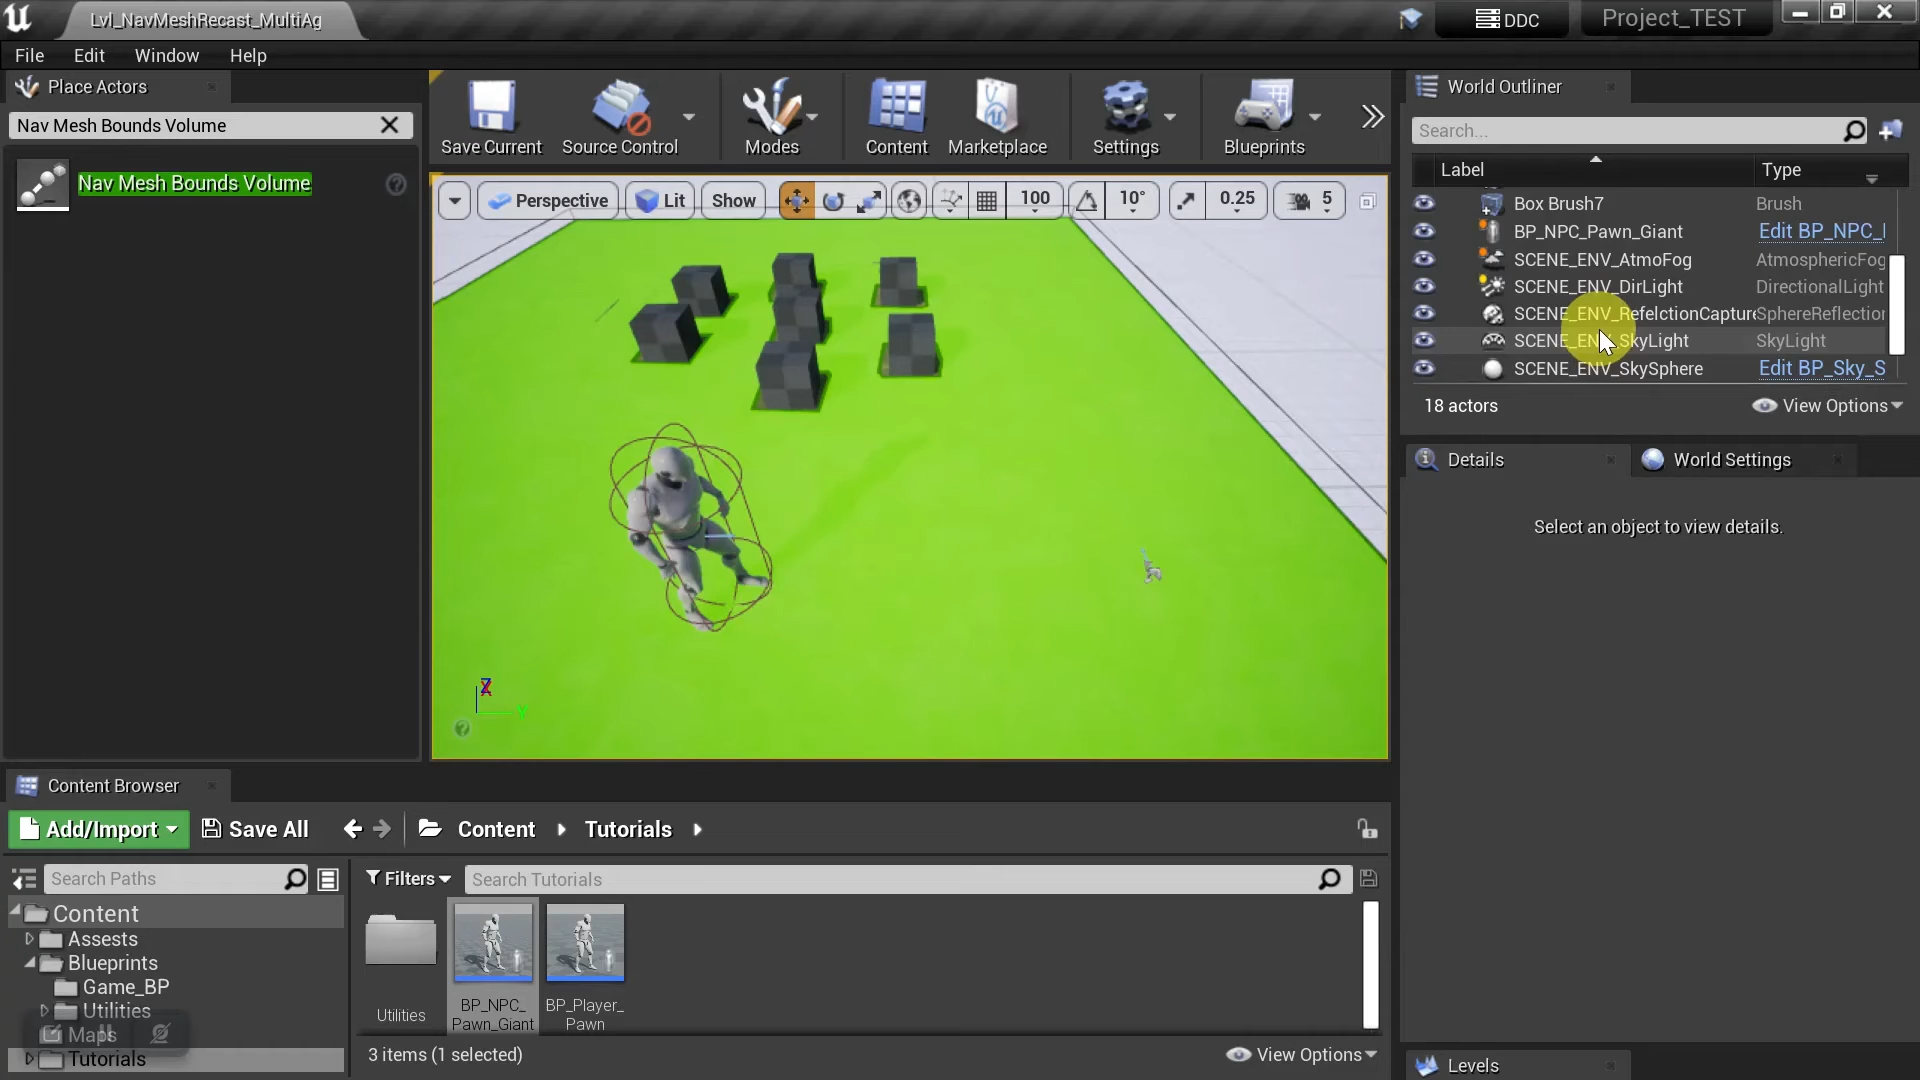 Lvl_NavMeshRecast_MultiAg
DDC
Project_TEST
File
Edit
Window
Help
Place Actors
Nav Mesh Bounds Volume
Nav Mesh Bounds Volume
Save Current
Source Control
Modes
Content
Marketplace
Settings
Blueprints
Perspective
Lit
Show
100
10°
0.25
5
Z
Y
World Outliner
Search...
Label
Type
Box Brush7
Brush
BP_NPC_Pawn_Giant
Edit BP_NPC_
SCENE_ENV_AtmoFog
AtmosphericFog
SCENE_ENV_DirLight
DirectionalLight
SCENE_ENV_RefelctionCapture
SphereReflection
SCENE_ENV_SkyLight
SkyLight
SCENE_ENV_SkySphere
Edit BP_Sky_S
18 actors
View Options
Details
World Settings
Select an object to view details.
Content Browser
Add/Import
Save All
Content
Tutorials
Search Paths
Filters
Search Tutorials
Content
Assests
Blueprints
Game_BP
Utilities
Maps
Tutorials
Utilities
BP_NPC_
Pawn_Giant
BP_Player_
Pawn
3 items (1 selected)
View Options
Levels